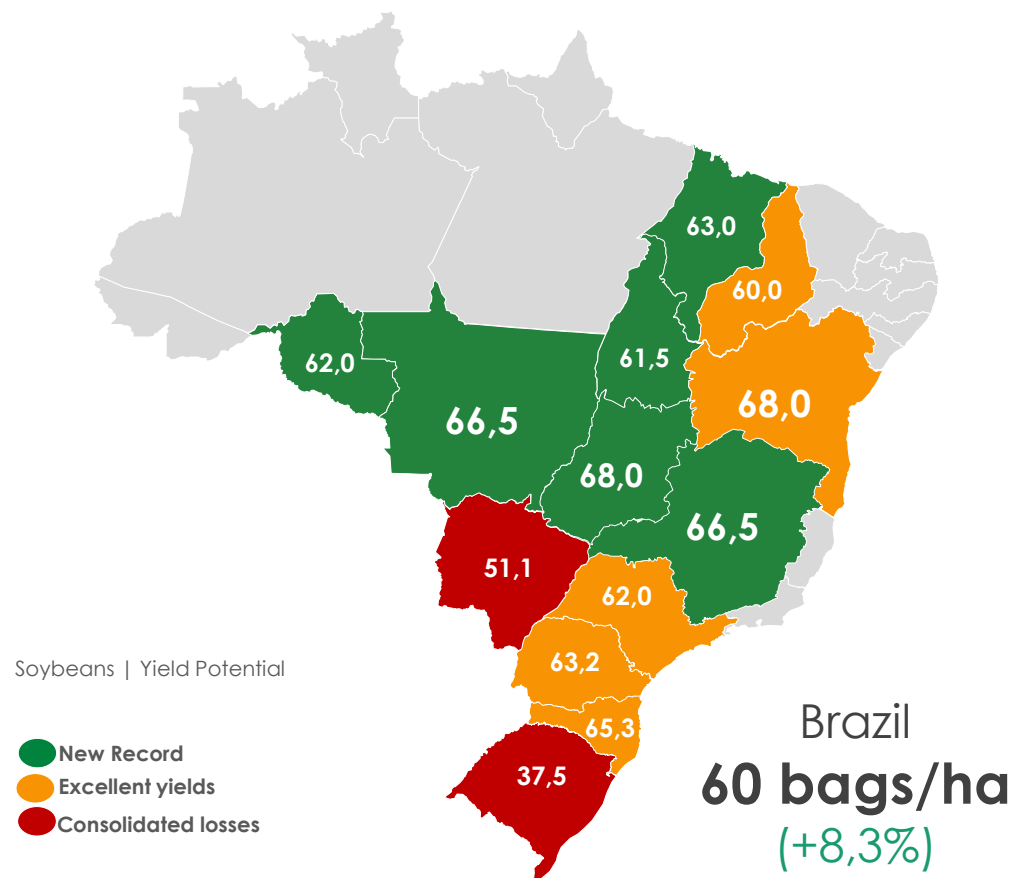 63,0
60,0
62,0
61,5
66,5
68,0
68,0
66,5
51,1
62,0
63,2
65,3
37,5
Soybeans | Yield Potential
New Record
Excellent yields
Consolidated losses
Brazil
60 bags/ha
(+8,3%)